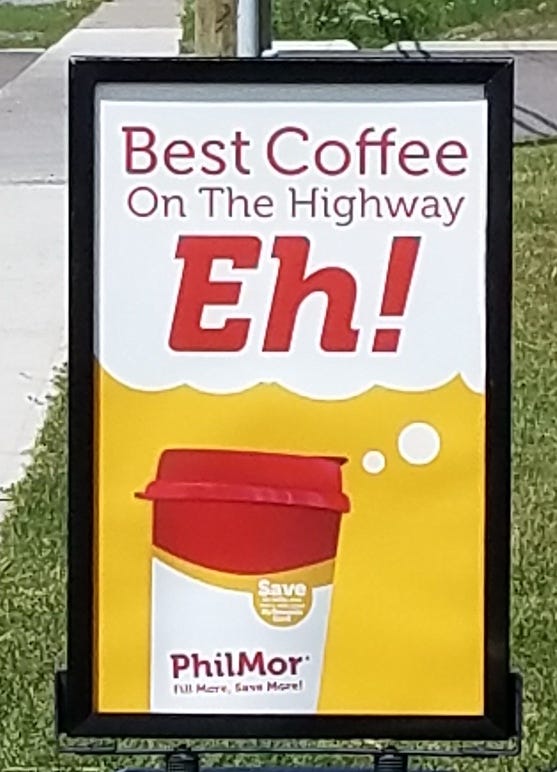 Best Coffee
On The Highway
Eh!
Save
PhilMor
Fill More, Save More!